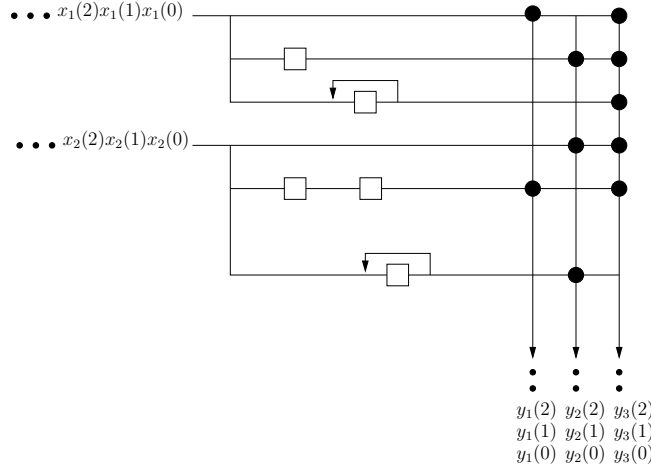 • • • x₁(2)x₁(1)x₁(0)
• • • x₂(2)x₂(1)x₂(0)
y₁(2) y₂(2) y₃(2)
y₁(1) y₂(1) y₃(1)
y₁(0) y₂(0) y₃(0)